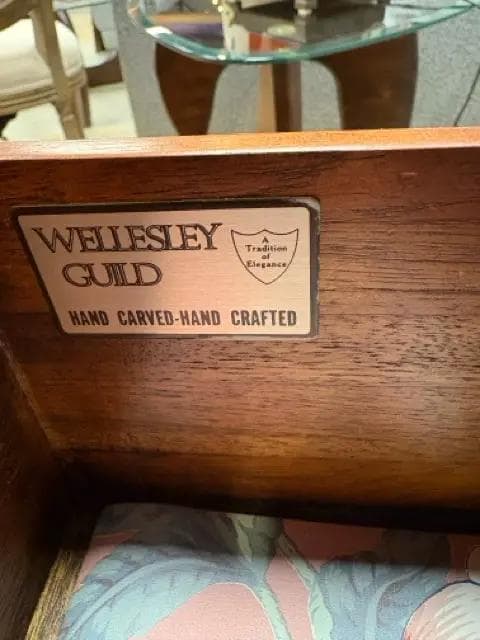 WELLESLEY
GUILD
A
Tradition
of
Elegance
HAND CARVED-HAND CRAFTED